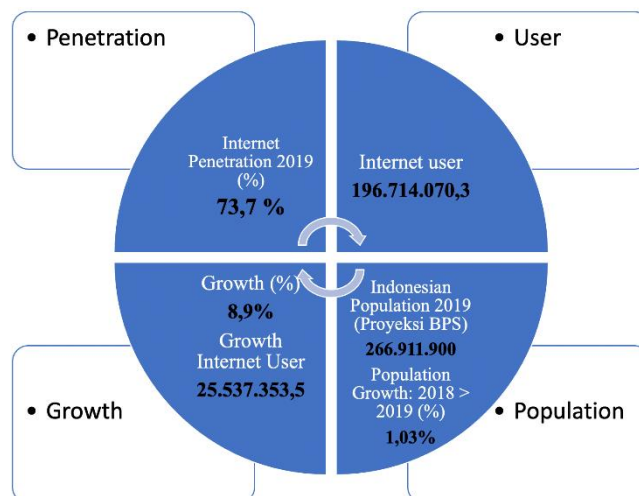 • Penetration
• User
Internet
Penetration 2019
(%)
73,7 %
Internet user
196.714.070,3
Growth (%)
8,9%
Growth
Internet User
25.537.353,5
Indonesian
Population 2019
(Proyeksi BPS)
266.911.900
Population
Growth: 2018 >
2019 (%)
1,03%
• Growth
• Population